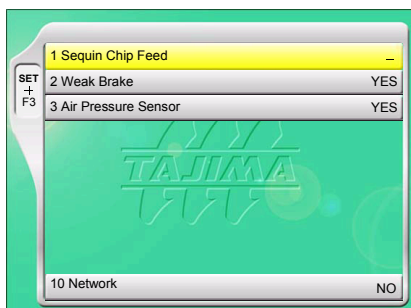 SET
+
F3
1 Sequin Chip Feed –
2 Weak Brake YES
3 Air Pressure Sensor YES
TAJIMA
10 Network NO